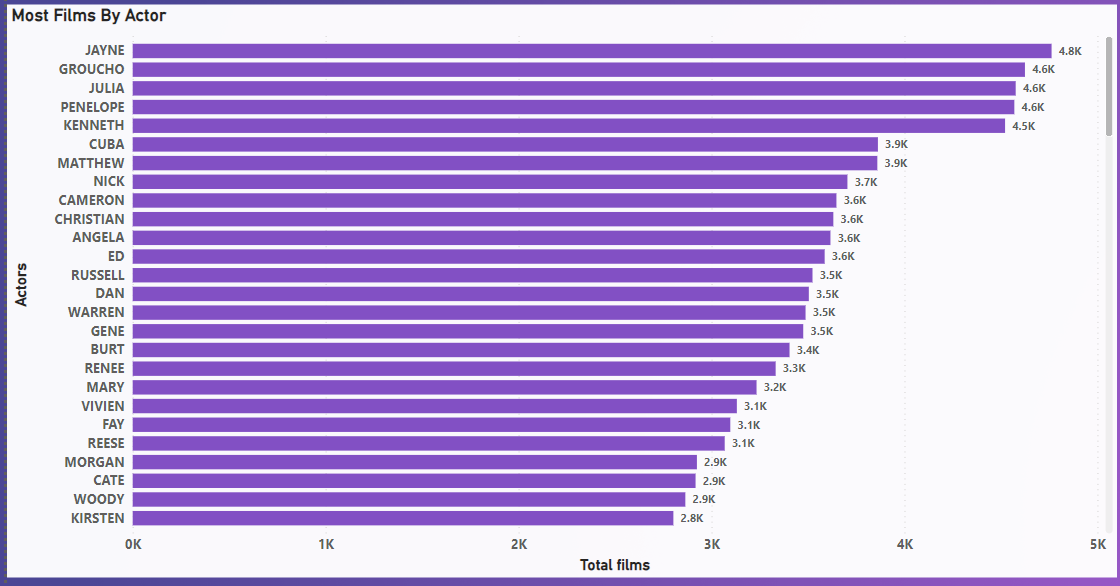 Most Films By Actor
JAYNE 4.8K
GROUCHO 4.6K
JULIA 4.6K
PENELOPE 4.6K
KENNETH 4.5K
CUBA 3.9K
MATTHEW 3.9K
NICK 3.7K
CAMERON 3.6K
CHRISTIAN 3.6K
ANGELA 3.6K
ED 3.6K
RUSSELL 3.5K
DAN 3.5K
WARREN 3.5K
GENE 3.5K
BURT 3.4K
RENEE 3.3K
MARY 3.2K
VIVIEN 3.1K
FAY 3.1K
REESE 3.1K
MORGAN 2.9K
CATE 2.9K
WOODY 2.9K
KIRSTEN 2.8K
Actors
0K 1K 2K 3K 4K 5K
Total films